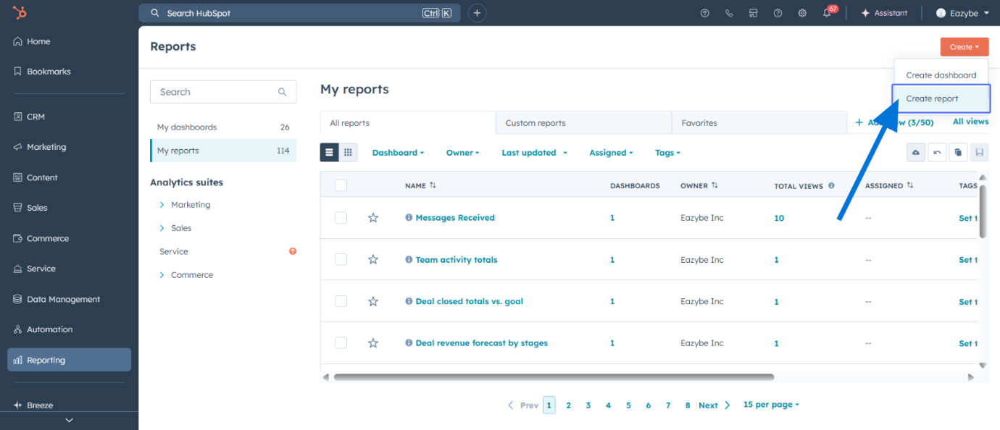 Search HubSpot
Ctrl K
67
Assistant
Eazybe
Home
Bookmarks
CRM
Marketing
Content
Sales
Commerce
Service
Data Management
Automation
Reporting
Breeze
Reports
Create
Create dashboard
Create report
Search
My dashboards 26
My reports 114
Analytics suites
Marketing
Sales
Service
Commerce
My reports
All reports Custom reports Favorites (3/50) All views
Dashboard Owner Last updated Assigned Tags
NAME DASHBOARDS OWNER TOTAL VIEWS ASSIGNED TAGS
Messages Received 1 Eazybe Inc 10 -- Set
Team activity totals 1 Eazybe Inc 1 -- Set
Deal closed totals vs. goal 1 Eazybe Inc 1 -- Set
Deal revenue forecast by stages 1 Eazybe Inc 1 -- Set
Prev 1 2 3 4 5 6 7 8 Next 15 per page